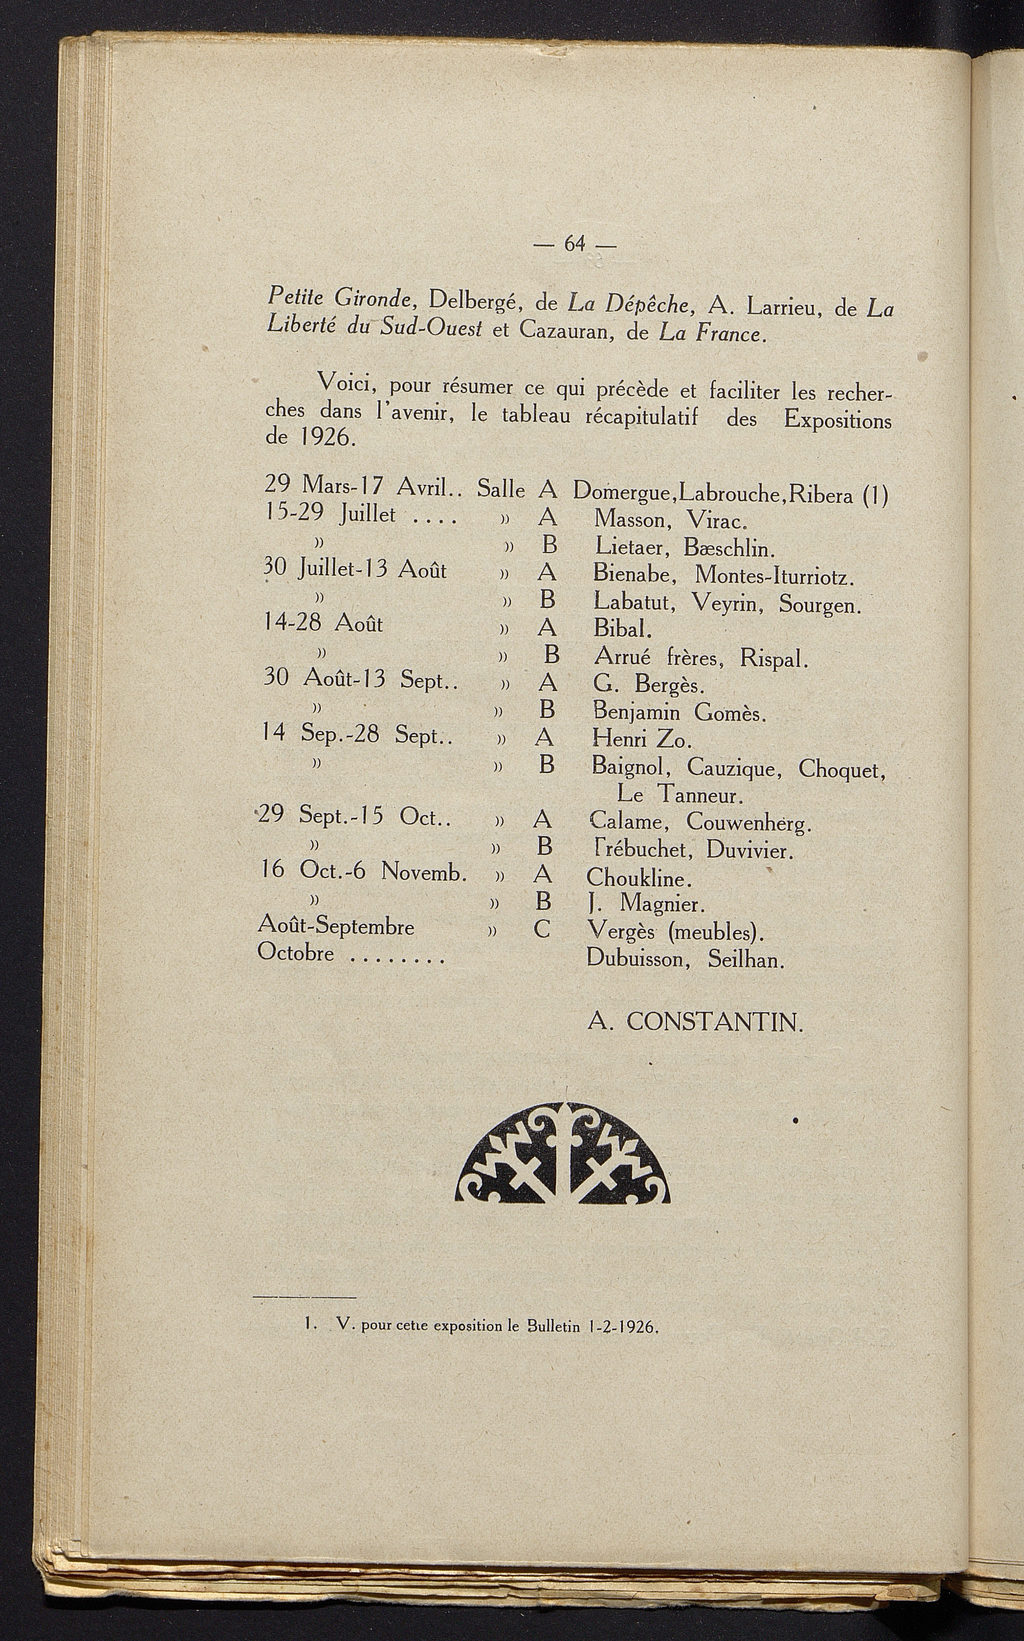 — 64 —
Petite Gironde, Delbergé, de La Dépêche, A. Larrieu, de La
Liberté du Sud-Ouest et Cazauran, de La France.
Voici, pour résumer ce qui précède et faciliter les recher-
ches dans l'avenir, le tableau récapitulatif des Expositions
de 1926.
29 Mars-17 Avril.. Salle A Domergue, Labrouche, Ribera (1)
15-29 Juillet .... » A Masson, Virac.
» » B Lietaer, Bæschlin.
30 Juillet-13 Août » A Bienabe, Montes-Iturriotz.
» » B Labatut, Veyrin, Sourgen.
14-28 Août » A Bibal.
» » B Arrué frères, Rispal.
30 Août-13 Sept.. » A G. Bergès.
» » B Benjamin Gomès.
14 Sep.-28 Sept.. » A Henri Zo.
» » B Baignol, Cauzique, Choquet,
Le Tanneur.
29 Sept.-15 Oct.. » A Calame, Couwenherg.
» » B Trébuchet, Duvivier.
16 Oct.-6 Novemb. » A Choukline.
» » B J. Magnier.
Août-Septembre » C Vergès (meubles).
Octobre ........ Dubuisson, Seilhan.
A. CONSTANTIN.
1. V. pour cette exposition le Bulletin 1-2-1926.